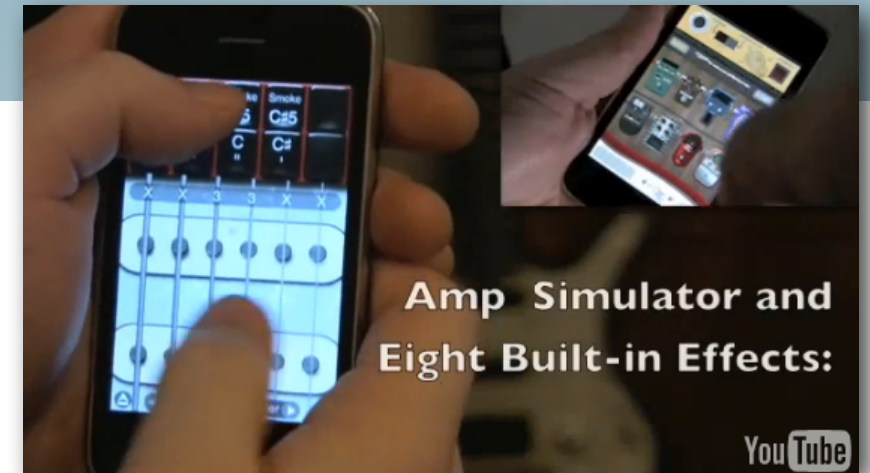 Smoke
C#5
C
C#
X X 3 3 X X
Amp Simulator and
Eight Built-in Effects:
YouTube